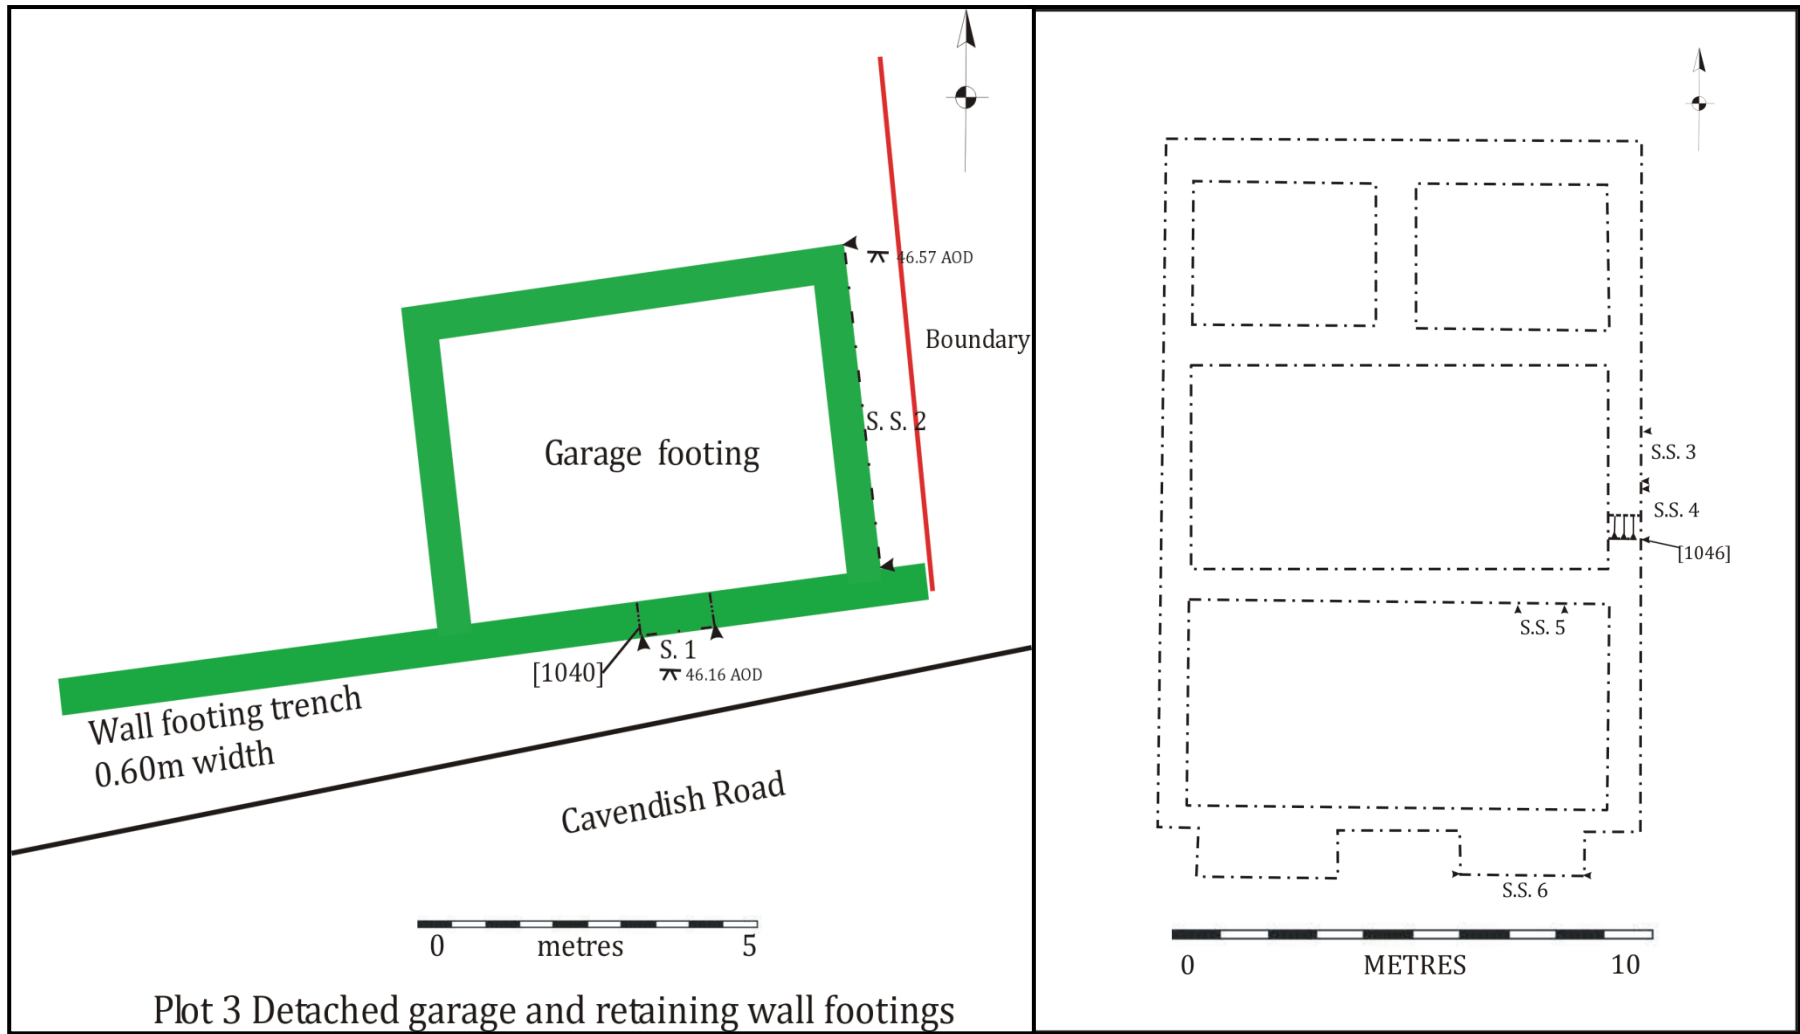 46.57 AOD
Boundary
S. S. 2
Garage footing
S. 1
[1040]
46.16 AOD
Wall footing trench
0.60m width
Cavendish Road
0 metres 5
Plot 3 Detached garage and retaining wall footings
S.S. 3
S.S. 4
[1046]
S.S. 5
S.S. 6
0 METRES 10